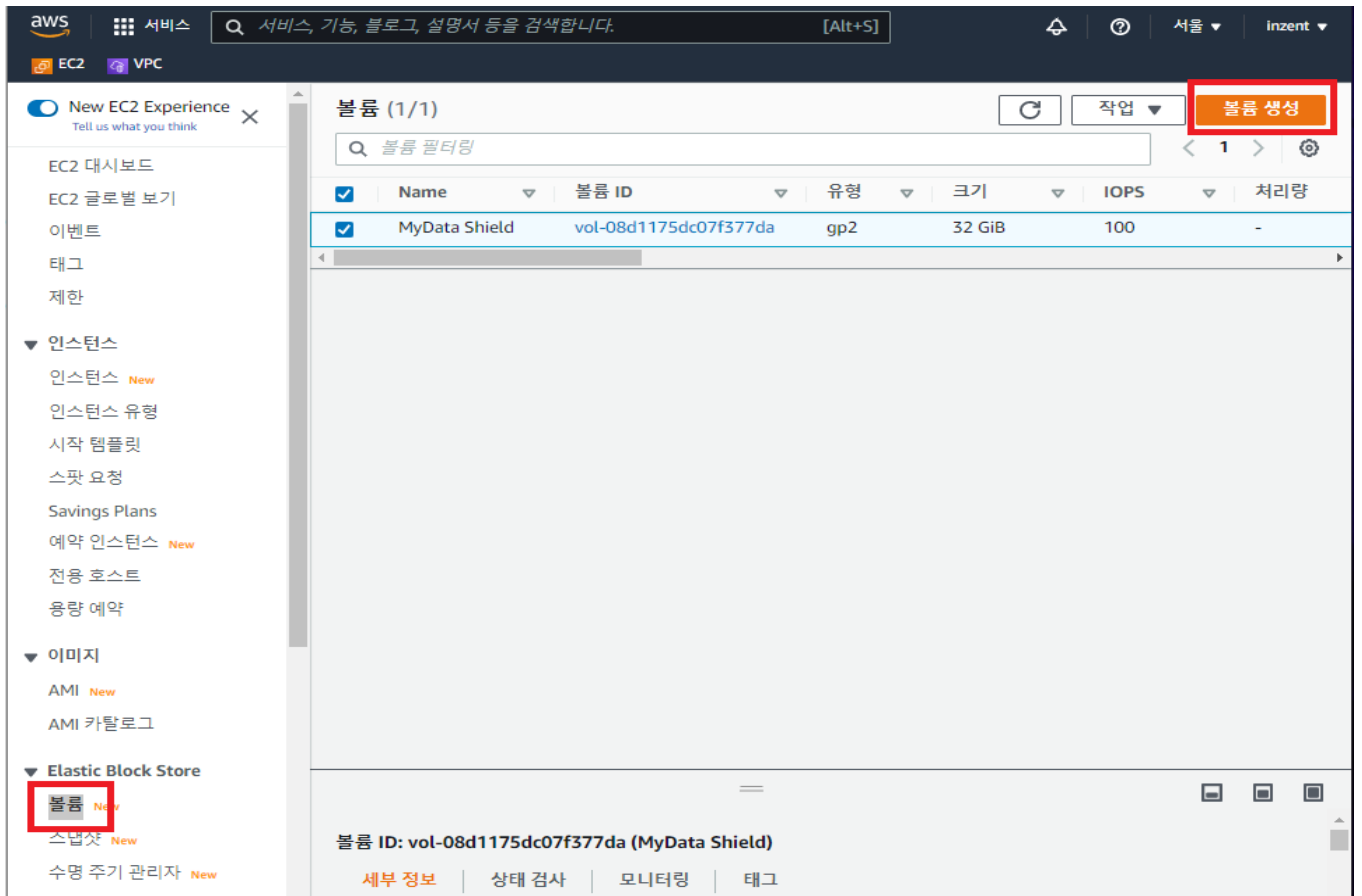 aws 서비스 서비스, 기능, 블로그, 설명서 등을 검색합니다. [Alt+S] 서울 ▼ inzent ▼
EC2 VPC
New EC2 Experience
Tell us what you think
EC2 대시보드
EC2 글로벌 보기
이벤트
태그
제한
인스턴스
인스턴스 New
인스턴스 유형
시작 템플릿
스팟 요청
Savings Plans
예약 인스턴스 New
전용 호스트
용량 예약
이미지
AMI New
AMI 카탈로그
Elastic Block Store
볼륨 New
스냅샷 New
수명 주기 관리자 New
볼륨 (1/1) 작업 ▼ 볼륨 생성
볼륨 필터링 < 1 >
Name 볼륨 ID 유형 크기 IOPS 처리량
MyData Shield vol-08d1175dc07f377da gp2 32 GiB 100 -
볼륨 ID: vol-08d1175dc07f377da (MyData Shield)
세부 정보 상태 검사 모니터링 태그